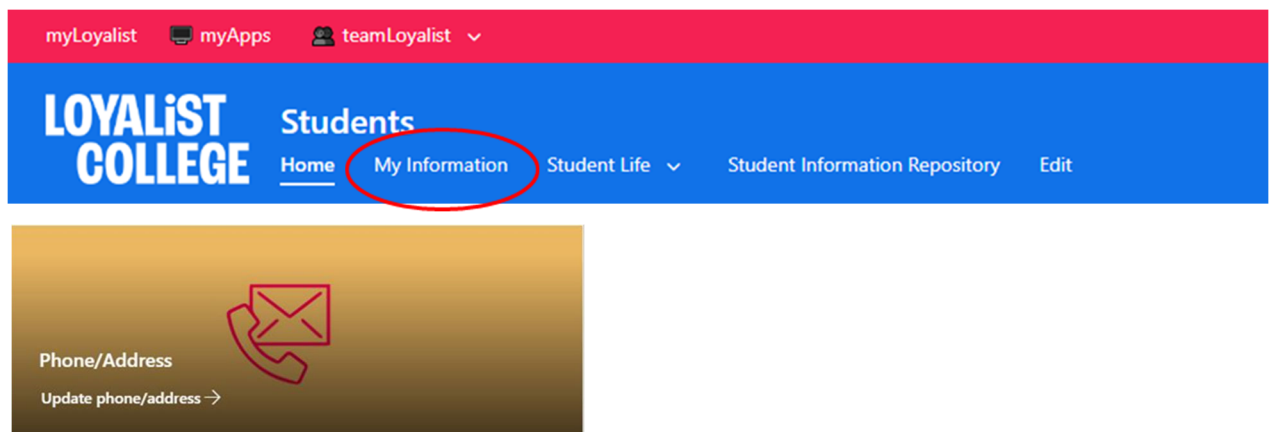 myLoyalist myApps teamLoyalist
LOYALiST
COLLEGE
Students
Home My Information Student Life Student Information Repository Edit
Phone/Address
Update phone/address →